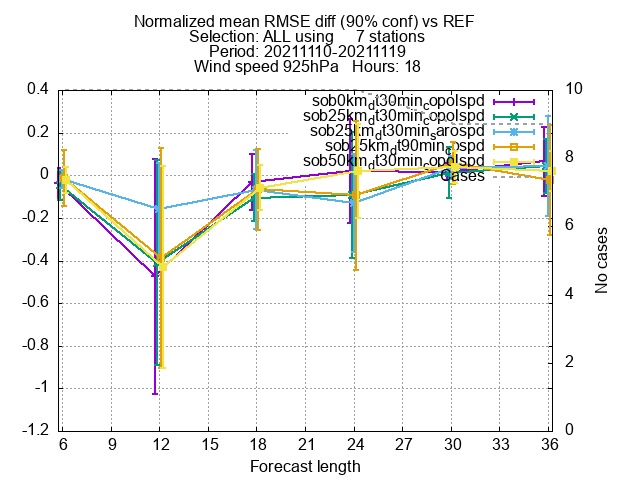 Normalized mean RMSE diff (90% conf) vs REF
Selection: ALL using 7 stations
Period: 20211110-20211119
Wind speed 925hPa Hours: 18
0.4
0.2
0
-0.2
-0.4
-0.6
-0.8
-1
-1.2
10
8
6
4
2
0
No cases
sob0km_dt30min_copolspd
sob25km_dt30min_copolspd
sob25km_dt30min_sarospd
sob25km_dt90min_copolspd
sob50km_dt30min_copolspd
Cases
6 9 12 15 18 21 24 27 30 33 36
Forecast length